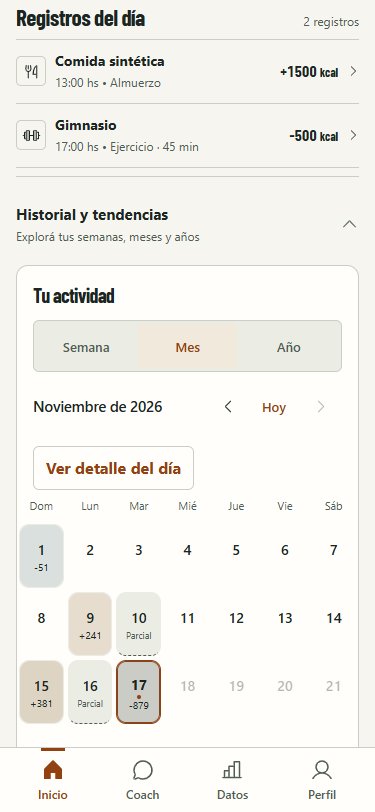 Registros del día
2 registros
Comida sintética
+1500 kcal
13:00 hs • Almuerzo
Gimnasio
-500 kcal
17:00 hs • Ejercicio · 45 min
Historial y tendencias
Explorá tus semanas, meses y años
Tu actividad
Semana Mes Año
Noviembre de 2026 Hoy
Ver detalle del día
Dom Lun Mar Mié Jue Vie Sáb
1 2 3 4 5 6 7
-51
8 9 10 11 12 13 14
+241 Parcial
15 16 17 18 19 20 21
+381 Parcial -879
Inicio Coach Datos Perfil